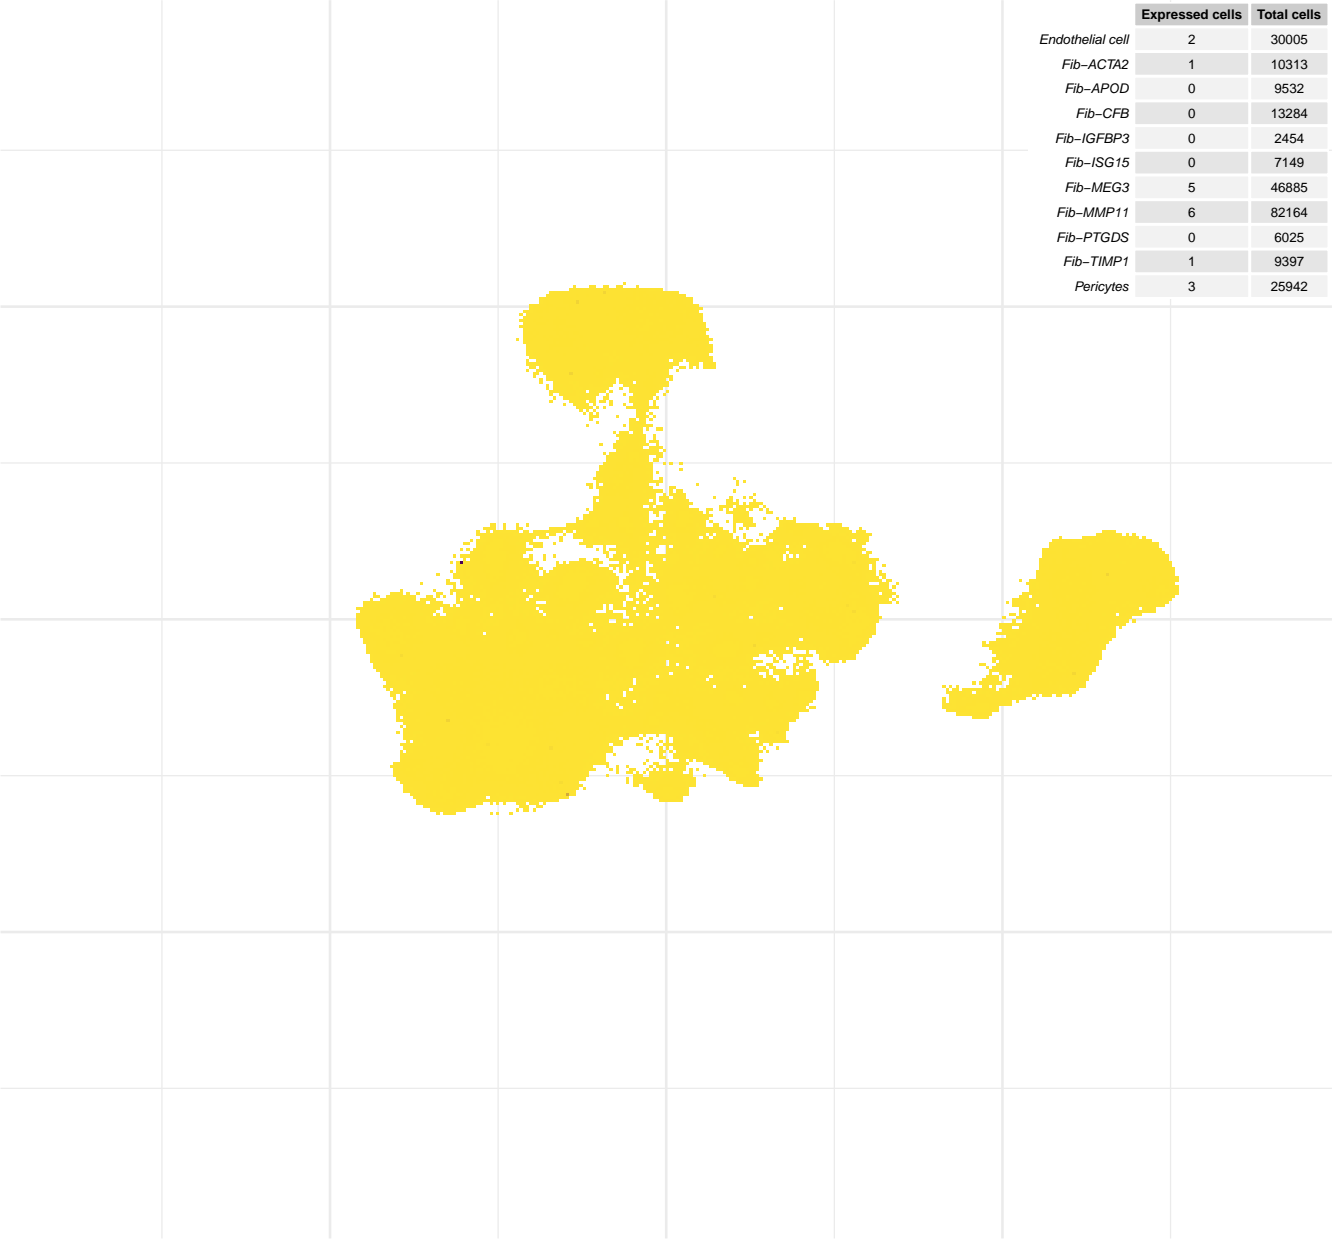 Expressed cells Total cells
Endothelial cell 2 30005
Fib−ACTA2 1 10313
Fib−APOD 0 9532
Fib−CFB 0 13284
Fib−IGFBP3 0 2454
Fib−ISG15 0 7149
Fib−MEG3 5 46885
Fib−MMP11 6 82164
Fib−PTGDS 0 6025
Fib−TIMP1 1 9397
Pericytes 3 25942